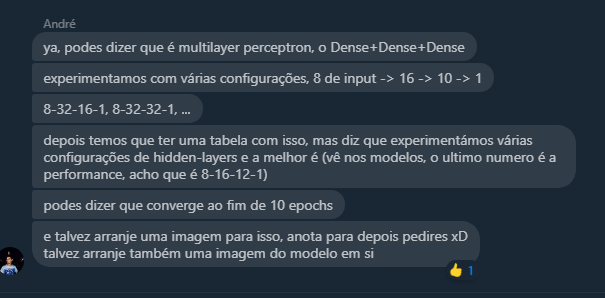 André
ya, podes dizer que é multilayer perceptron, o Dense+Dense+Dense
experimentamos com várias configurações, 8 de input -> 16 -> 10 -> 1
8-32-16-1, 8-32-32-1, ...
depois temos que ter uma tabela com isso, mas diz que experimentámos várias
configurações de hidden-layers e a melhor é (vê nos modelos, o ultimo numero é a
performance, acho que é 8-16-12-1)
podes dizer que converge ao fim de 10 epochs
e talvez arranje uma imagem para isso, anota para depois pedires xD
talvez arranje também uma imagem do modelo em si
👍 1